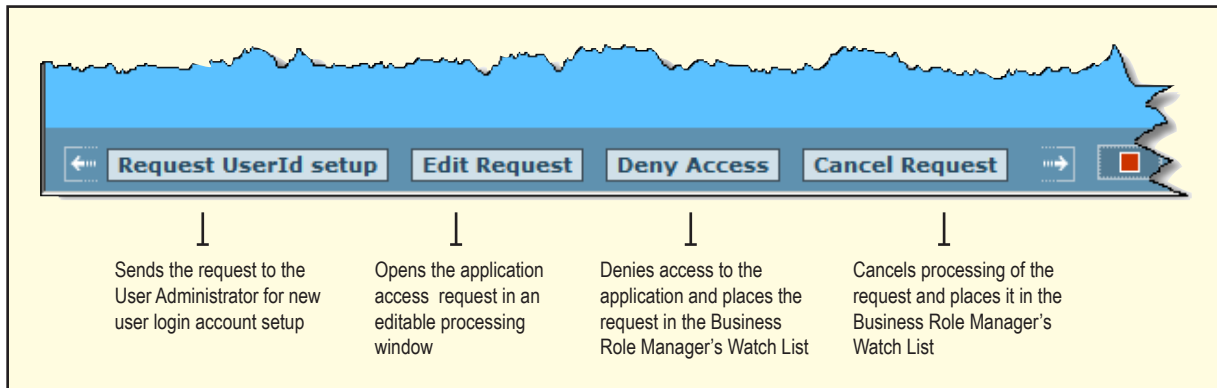 Request UserId setup
Edit Request
Deny Access
Cancel Request
Sends the request to the
User Administrator for new
user login account setup
Opens the application
access request in an
editable processing
window
Denies access to the
application and places the
request in the Business
Role Manager's Watch List
Cancels processing of the
request and places it in the
Business Role Manager's
Watch List